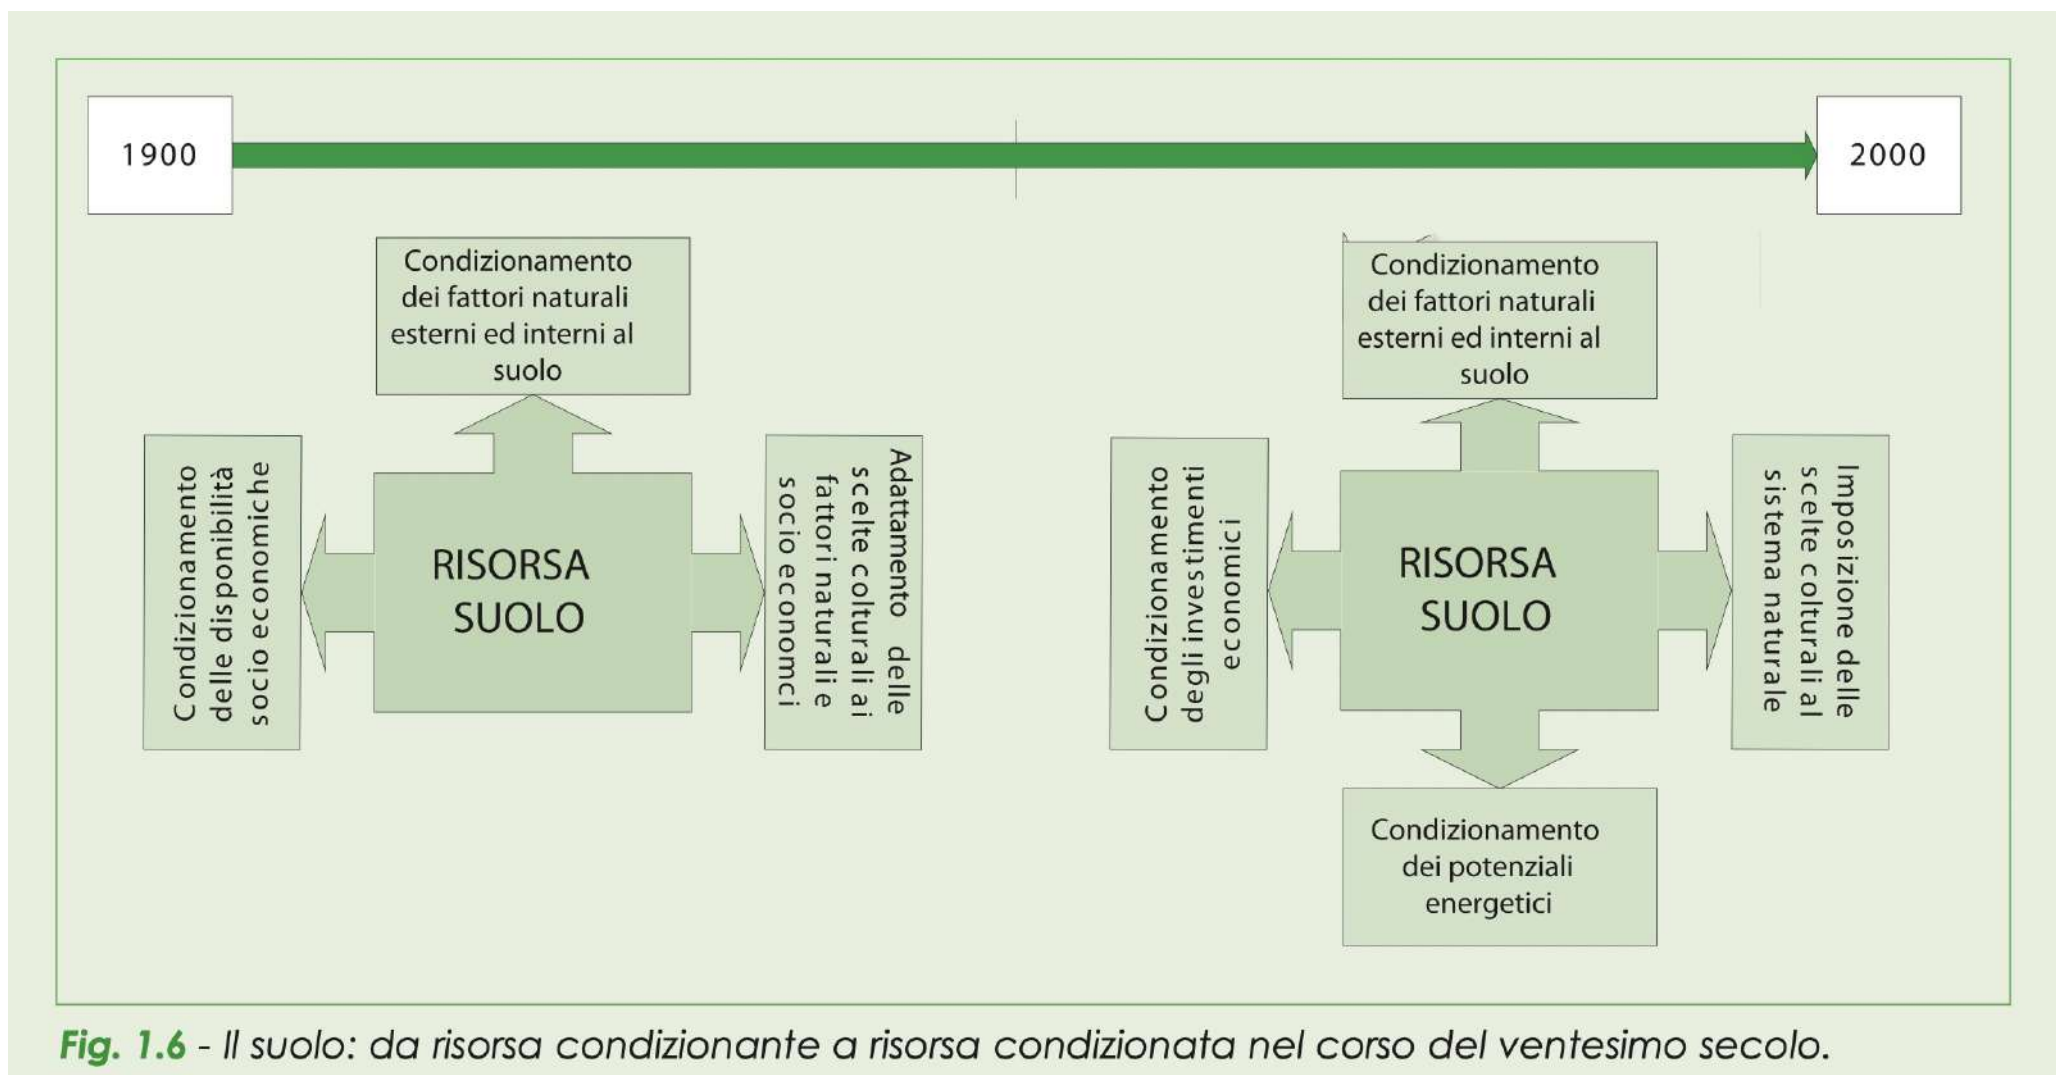 1900
2000
Condizionamento
dei fattori naturali
esterni ed interni al
suolo
Condizionamento
delle disponibilità
socio economiche
RISORSA
SUOLO
Adattamento delle
scelte colturali ai
fattori naturali e
socio economci
Condizionamento
dei fattori naturali
esterni ed interni al
suolo
Condizionamento
degli investimenti
economici
RISORSA
SUOLO
Imposizione delle
scelte colturali al
sistema naturale
Condizionamento
dei potenziali
energetici
Fig. 1.6 - Il suolo: da risorsa condizionante a risorsa condizionata nel corso del ventesimo secolo.